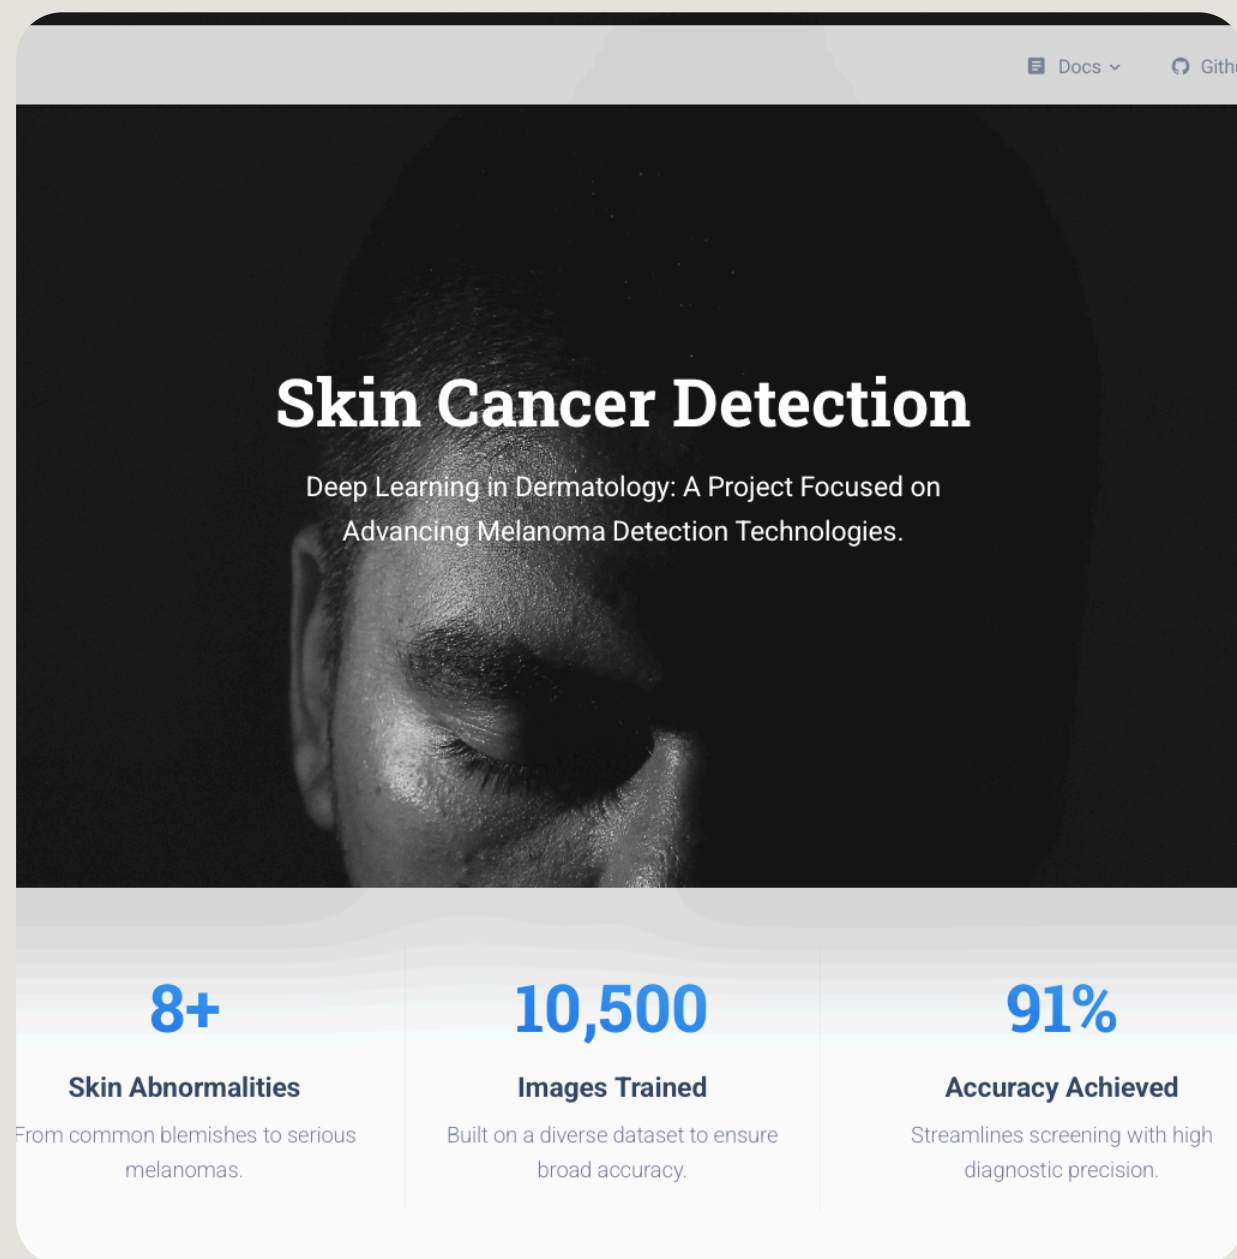 Docs
Skin Cancer Detection
Deep Learning in Dermatology: A Project Focused on
Advancing Melanoma Detection Technologies.
8+
10,500
91%
Skin Abnormalities
Images Trained
Accuracy Achieved
From common blemishes to serious
melanomas.
Built on a diverse dataset to ensure
broad accuracy.
Streamlines screening with high
diagnostic precision.